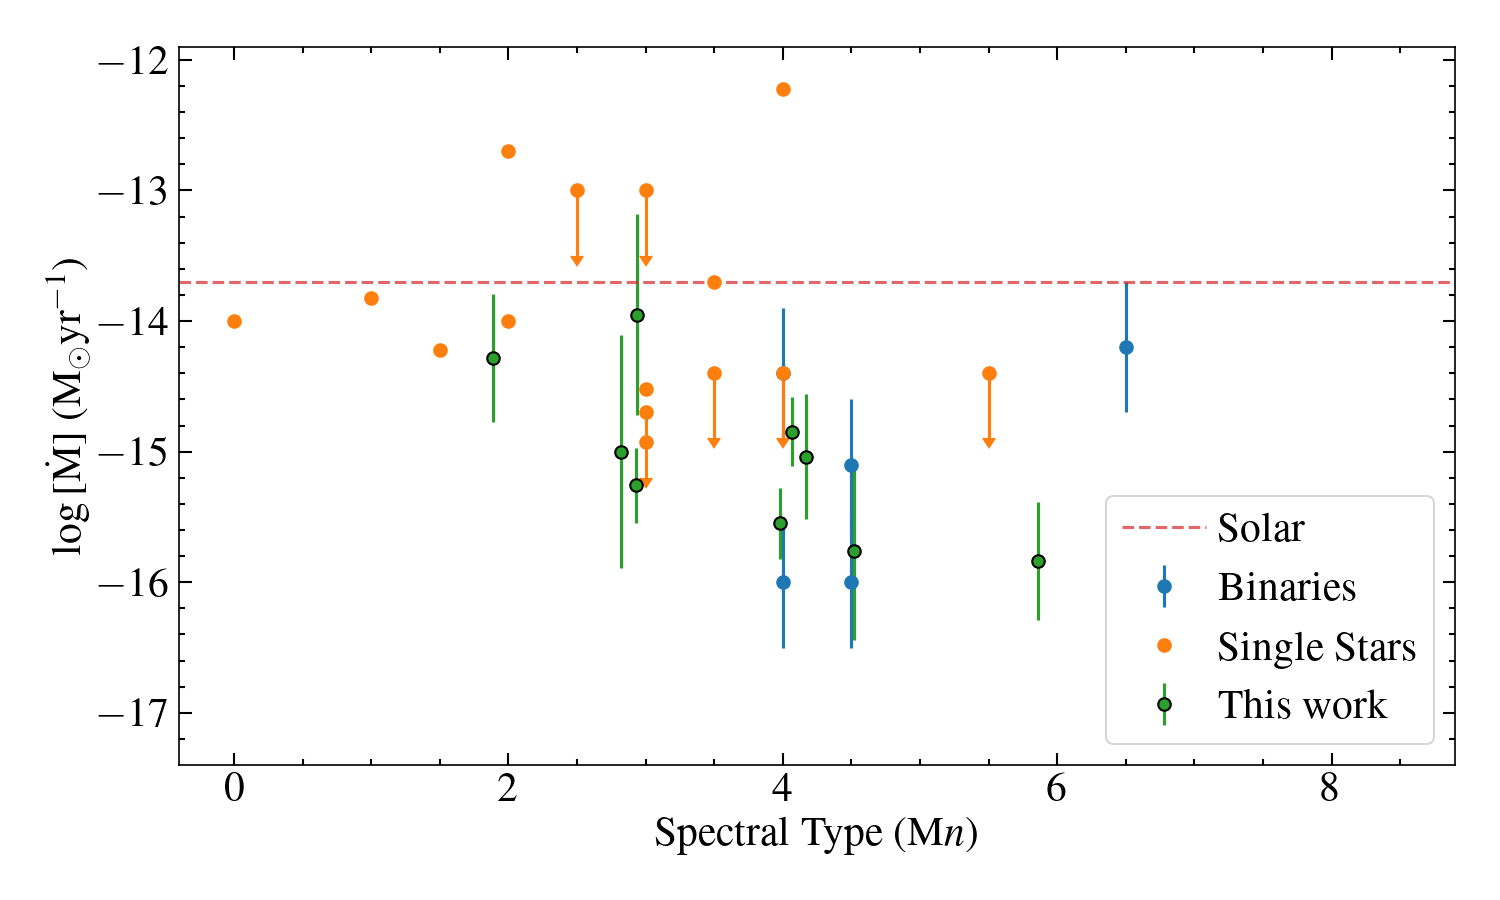 −12
−13
−14
−15
−16
−17
log [Ṁ] (M⊙yr⁻¹)
0 2 4 6 8
Spectral Type (Mn)
Solar
Binaries
Single Stars
This work